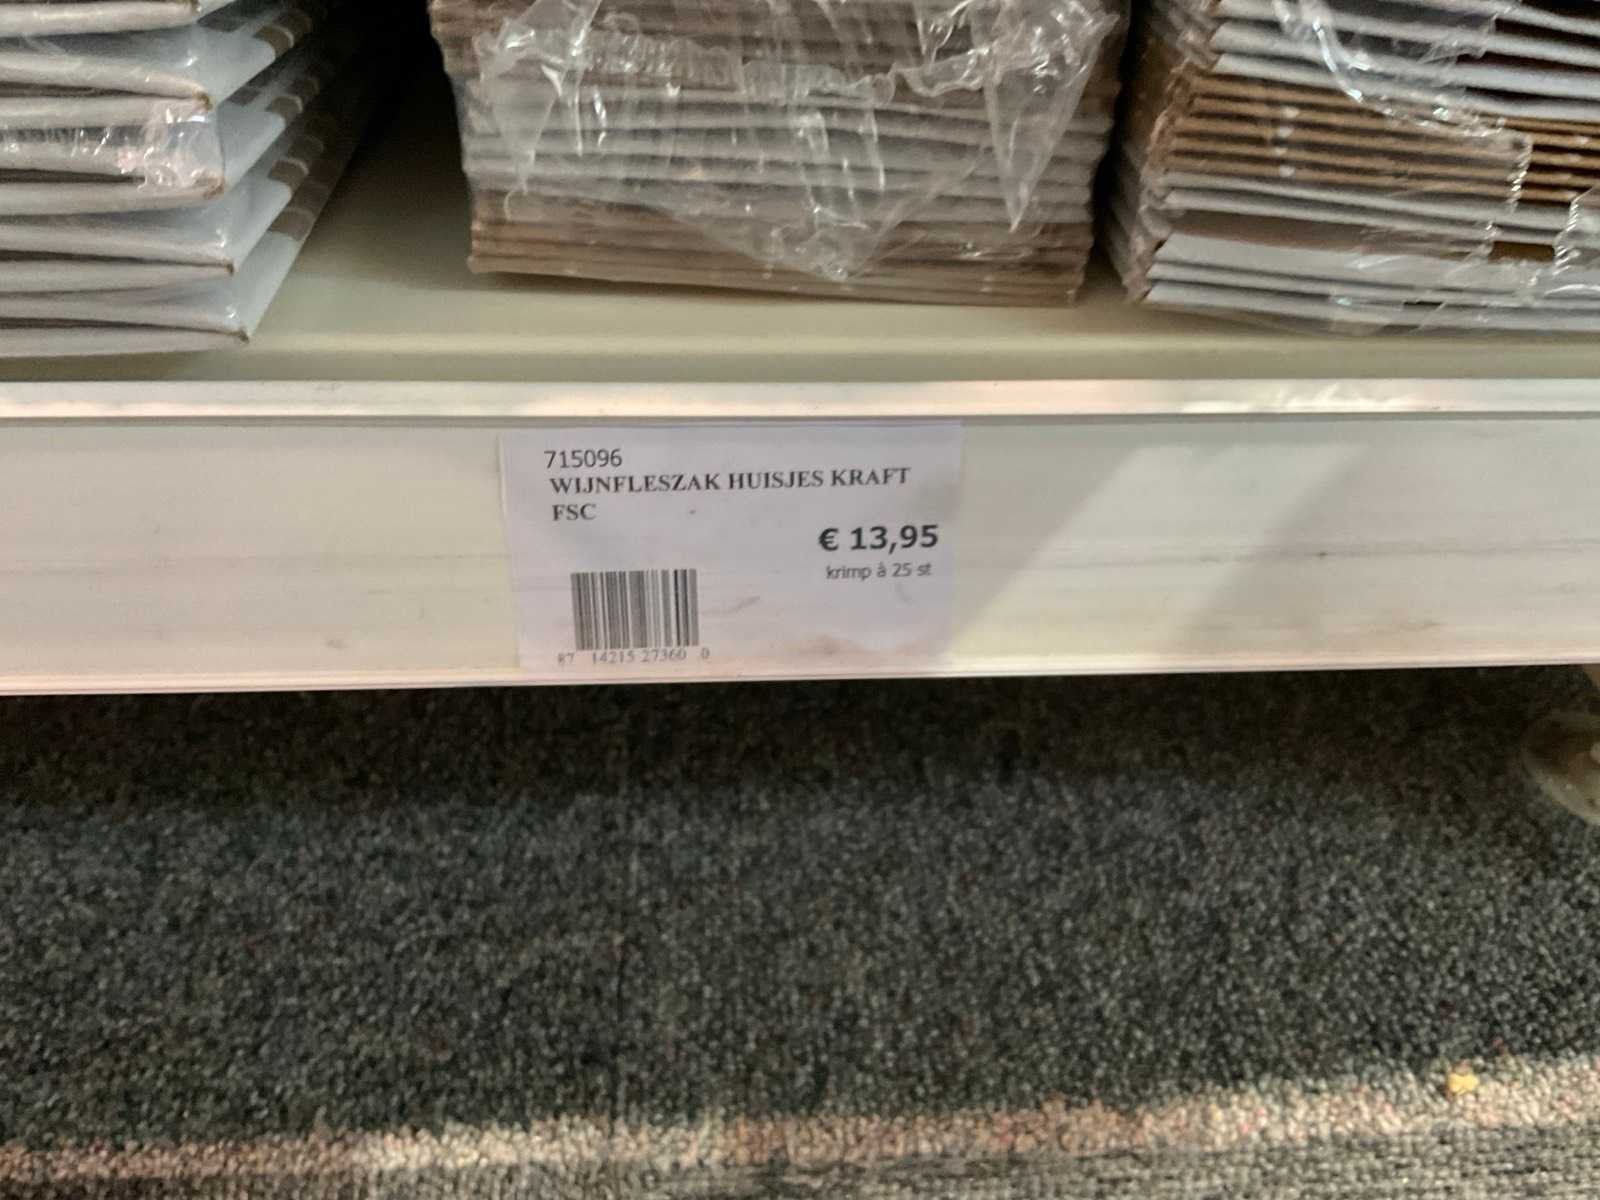 715096
WIJNFLESZAK HUISJES KRAFT
FSC
€ 13,95
krimp à 25 st
87 14215 27360 0